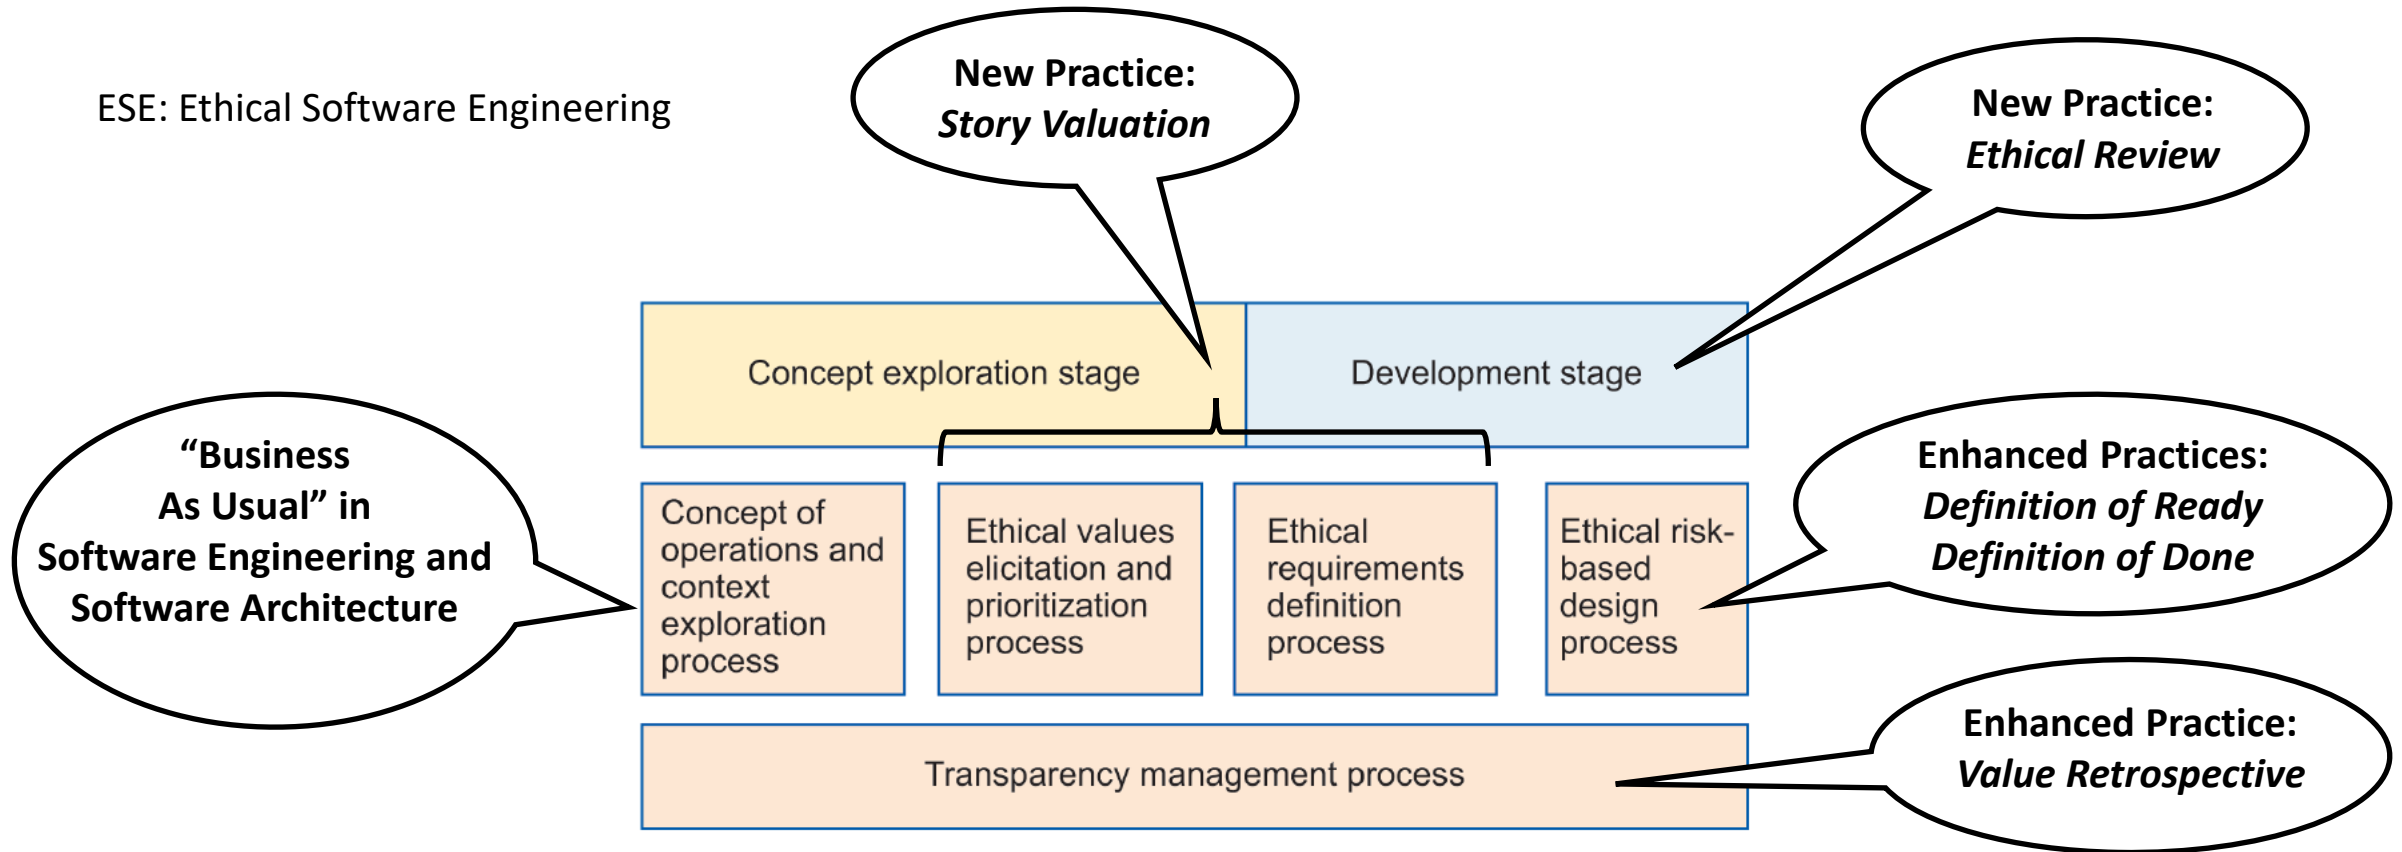 ESE: Ethical Software Engineering
New Practice:
Story Valuation
New Practice:
Ethical Review
Concept exploration stage
Development stage
“Business
As Usual” in
Software Engineering and
Software Architecture
Concept of
operations and
context
exploration
process
Ethical values
elicitation and
prioritization
process
Ethical
requirements
definition
process
Ethical risk-
based
design
process
Enhanced Practices:
Definition of Ready
Definition of Done
Transparency management process
Enhanced Practice:
Value Retrospective